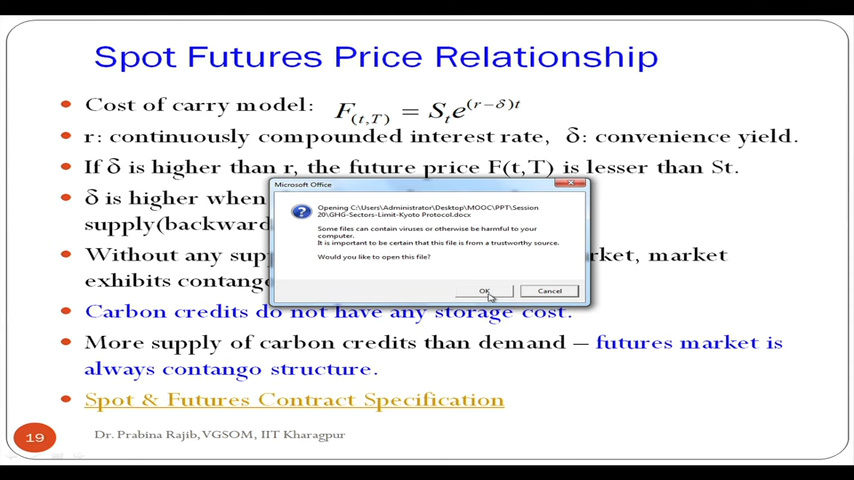 Spot Futures Price Relationship
Cost of carry model: F(t,T) = S_t e^{(r−δ)t}
r: continuously compounded interest rate, δ: convenience yield.
If δ is higher than r, the future price F(t,T) is lesser than St.
δ is higher when
supply(backward
Without any sup rket, market
exhibits contango
Carbon credits do not have any storage cost.
More supply of carbon credits than demand – futures market is
always contango structure.
Spot & Futures Contract Specification
19 Dr. Prabina Rajib, VGSOM, IIT Kharagpur
Microsoft Office
Opening C:\Users\Administrator\Desktop\MOOC\PPT\Session
20\GHG-Sectors-Limit-Kyoto Protocol.docx
Some files can contain viruses or otherwise be harmful to your
computer.
It is important to be certain that this file is from a trustworthy source.
Would you like to open this file?
OK Cancel